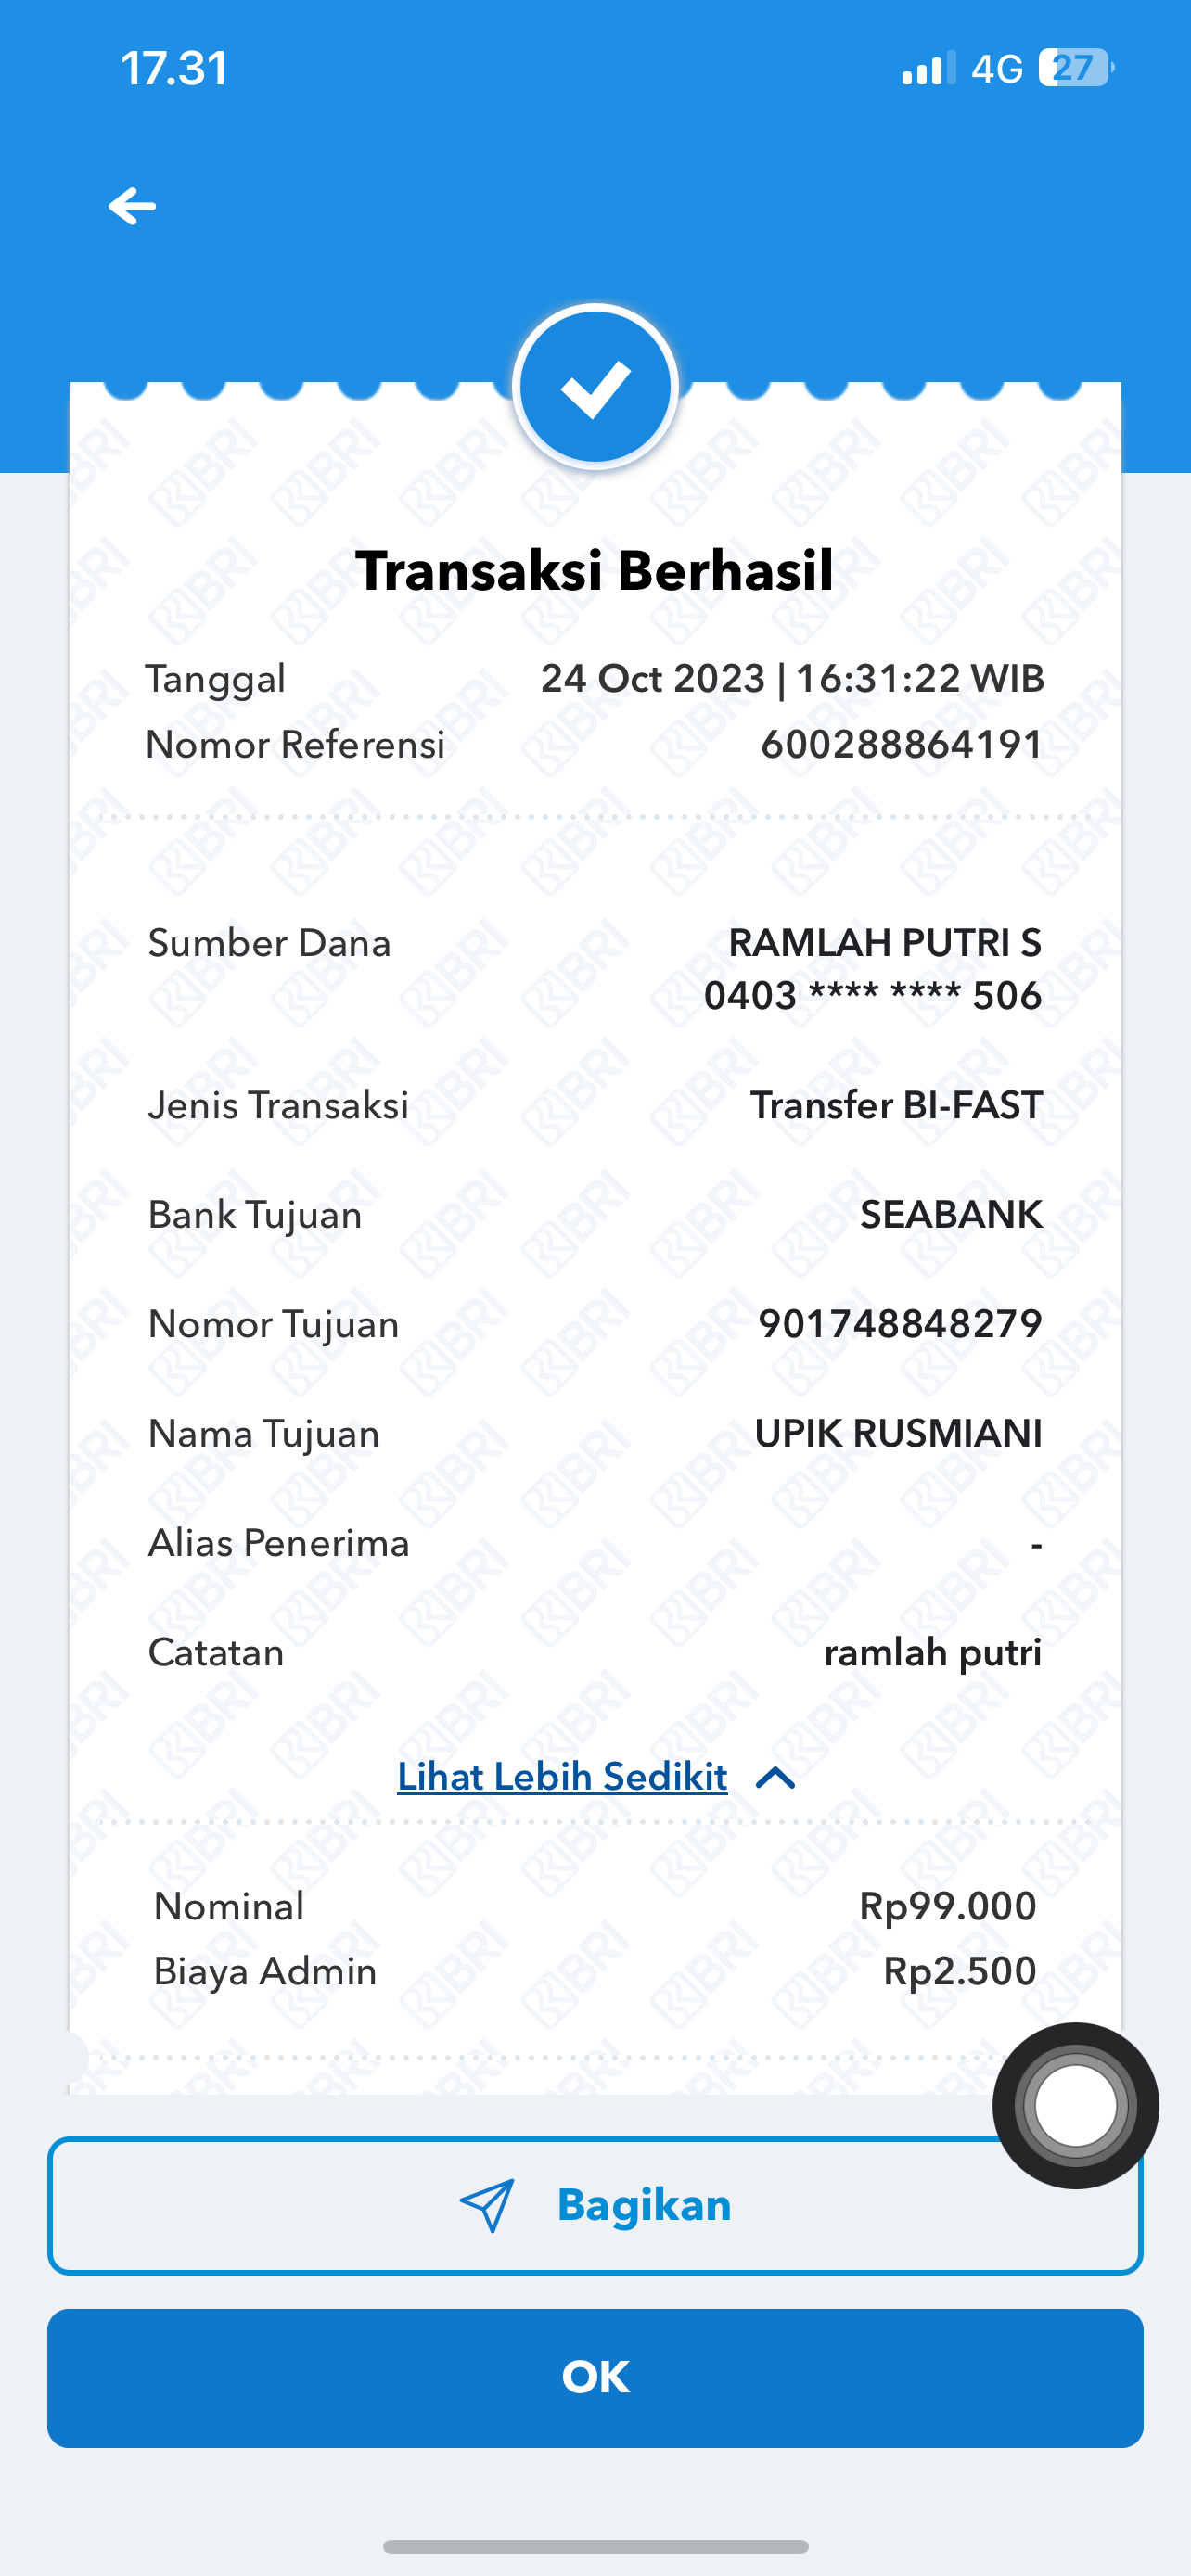 17.31
4G 27
Transaksi Berhasil
Tanggal 24 Oct 2023 | 16:31:22 WIB
Nomor Referensi 600288864191
Sumber Dana RAMLAH PUTRI S
0403 **** **** 506
Jenis Transaksi Transfer BI-FAST
Bank Tujuan SEABANK
Nomor Tujuan 901748848279
Nama Tujuan UPIK RUSMIANI
Alias Penerima -
Catatan ramlah putri
Lihat Lebih Sedikit
Nominal Rp99.000
Biaya Admin Rp2.500
Bagikan
OK